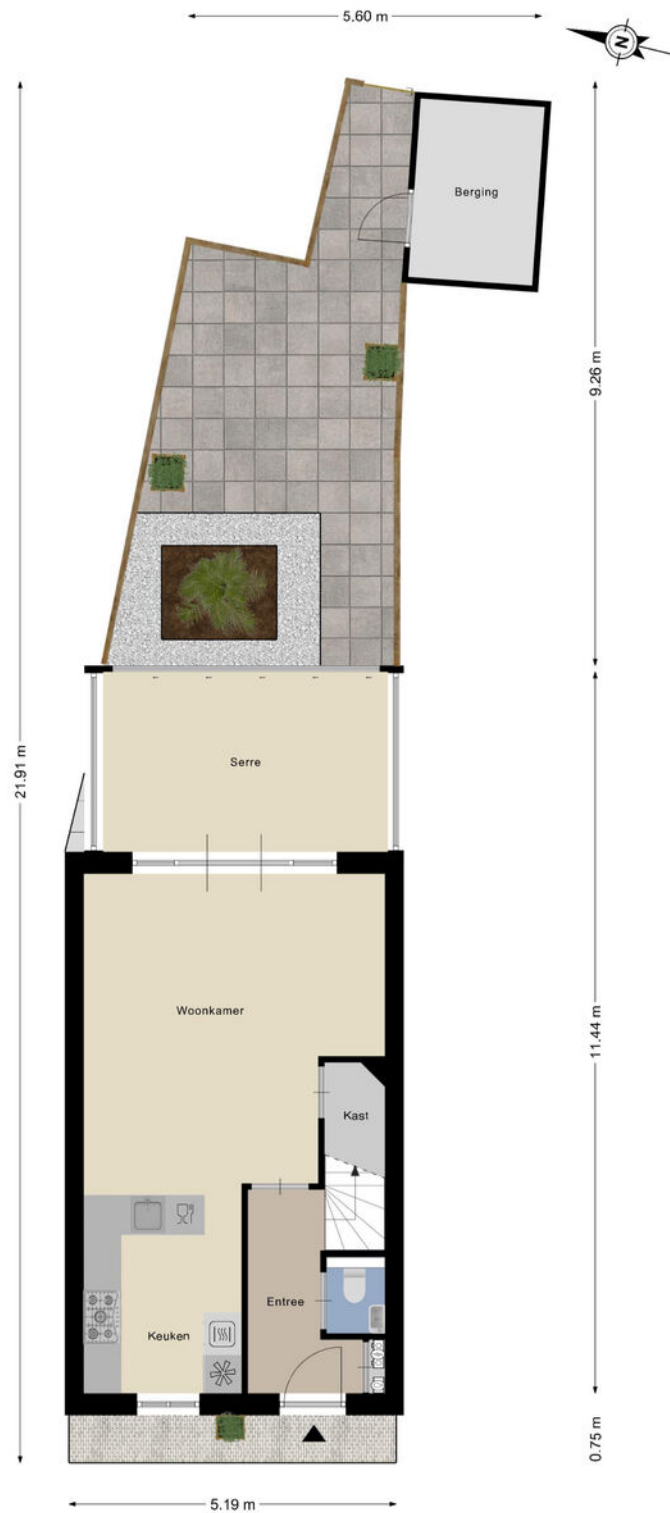 5.60 m
N
Berging
9.26 m
21.91 m
Serre
Woonkamer
11.44 m
Kast
Entree
Keuken
0.75 m
5.19 m